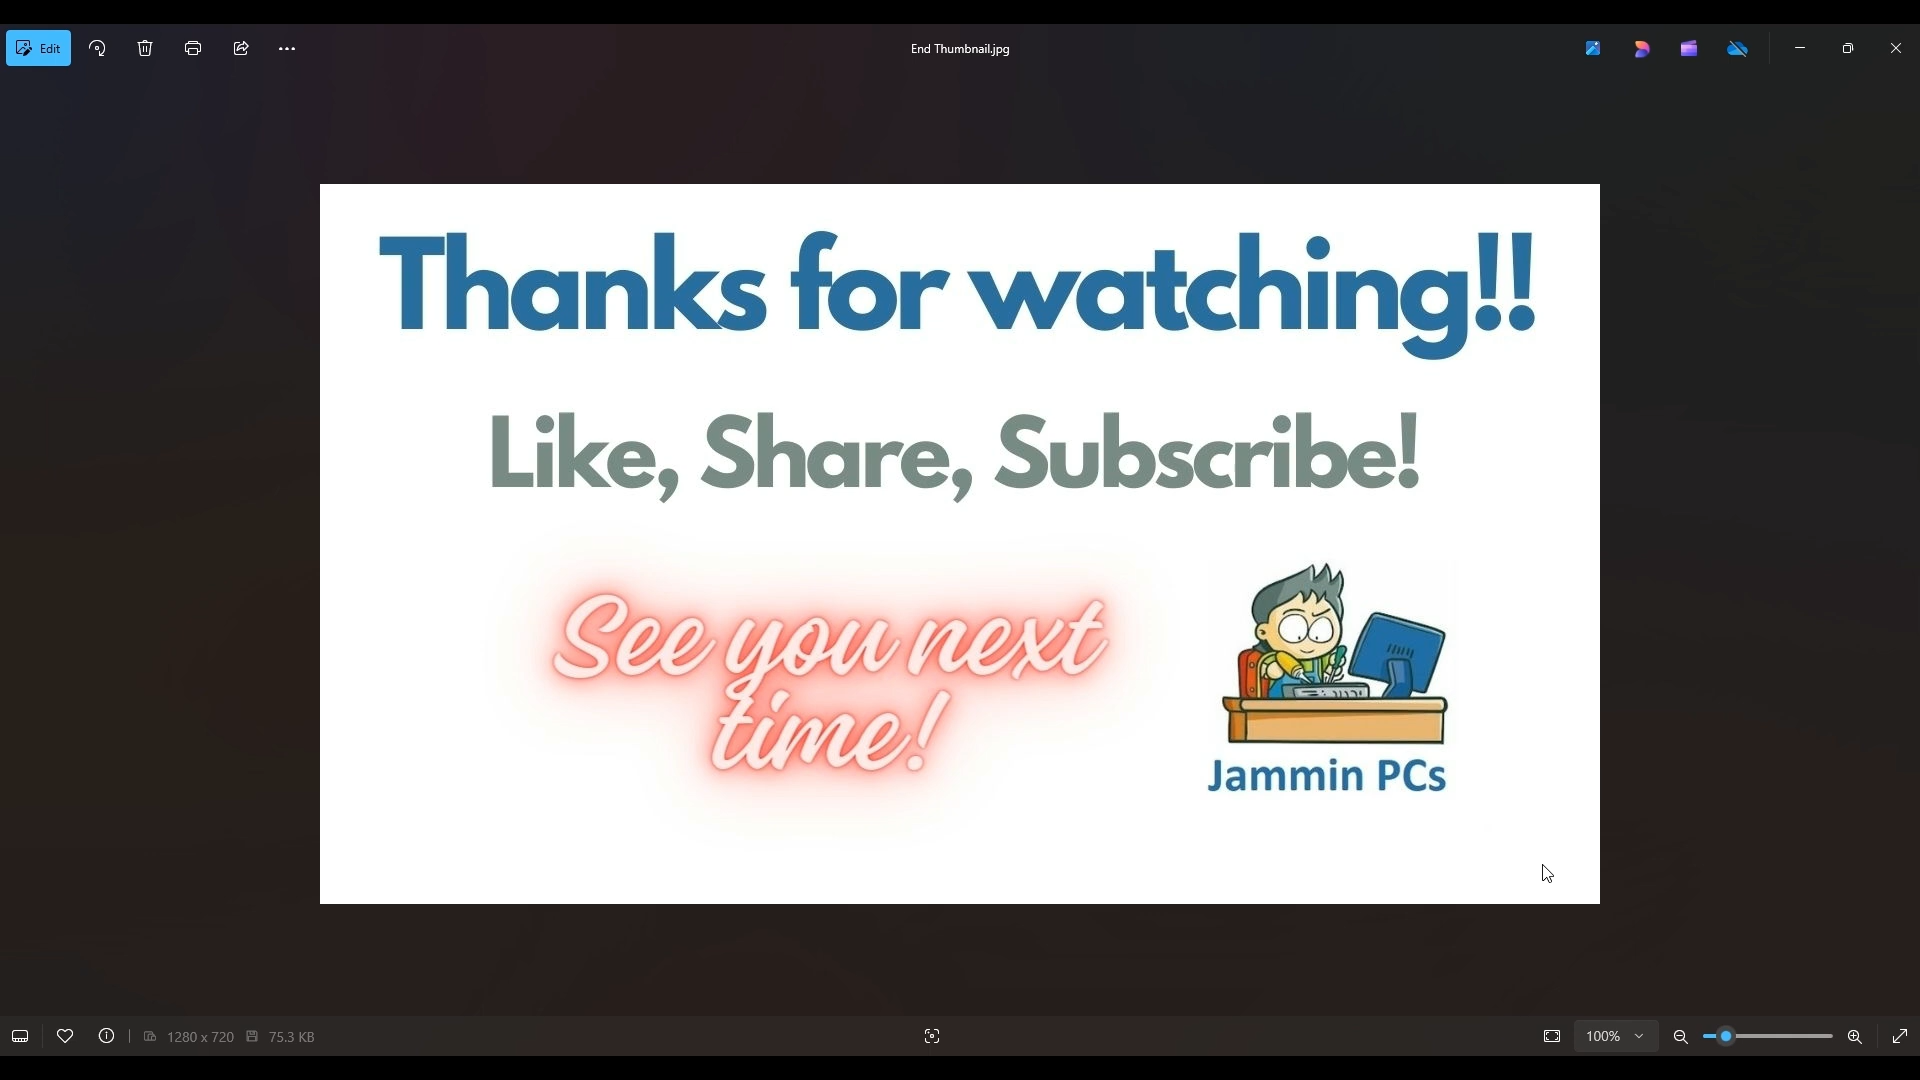 Edit
End Thumbnail.jpg
Thanks for watching!!
Like, Share, Subscribe!
See you next
time!
Jammin PCs
1280 x 720
75.3 KB
100%